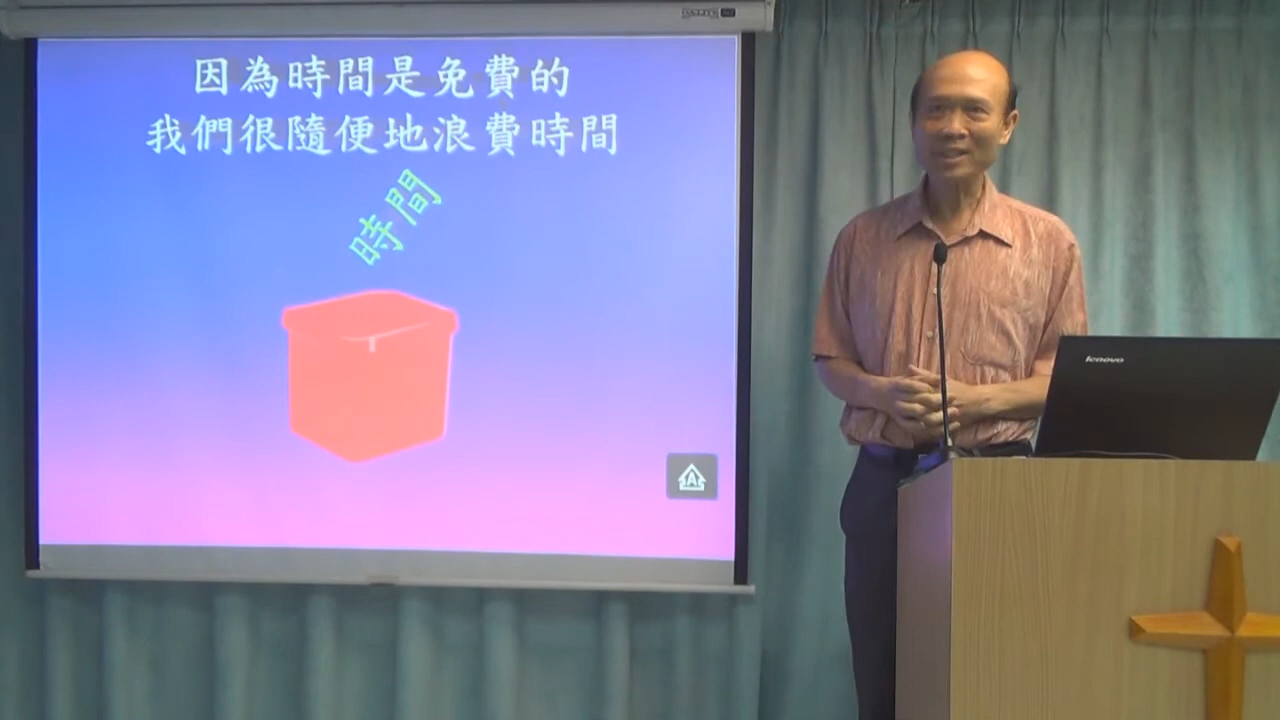 因為時間是免費的
我們很隨便地浪費時間
時間
A
lenovo